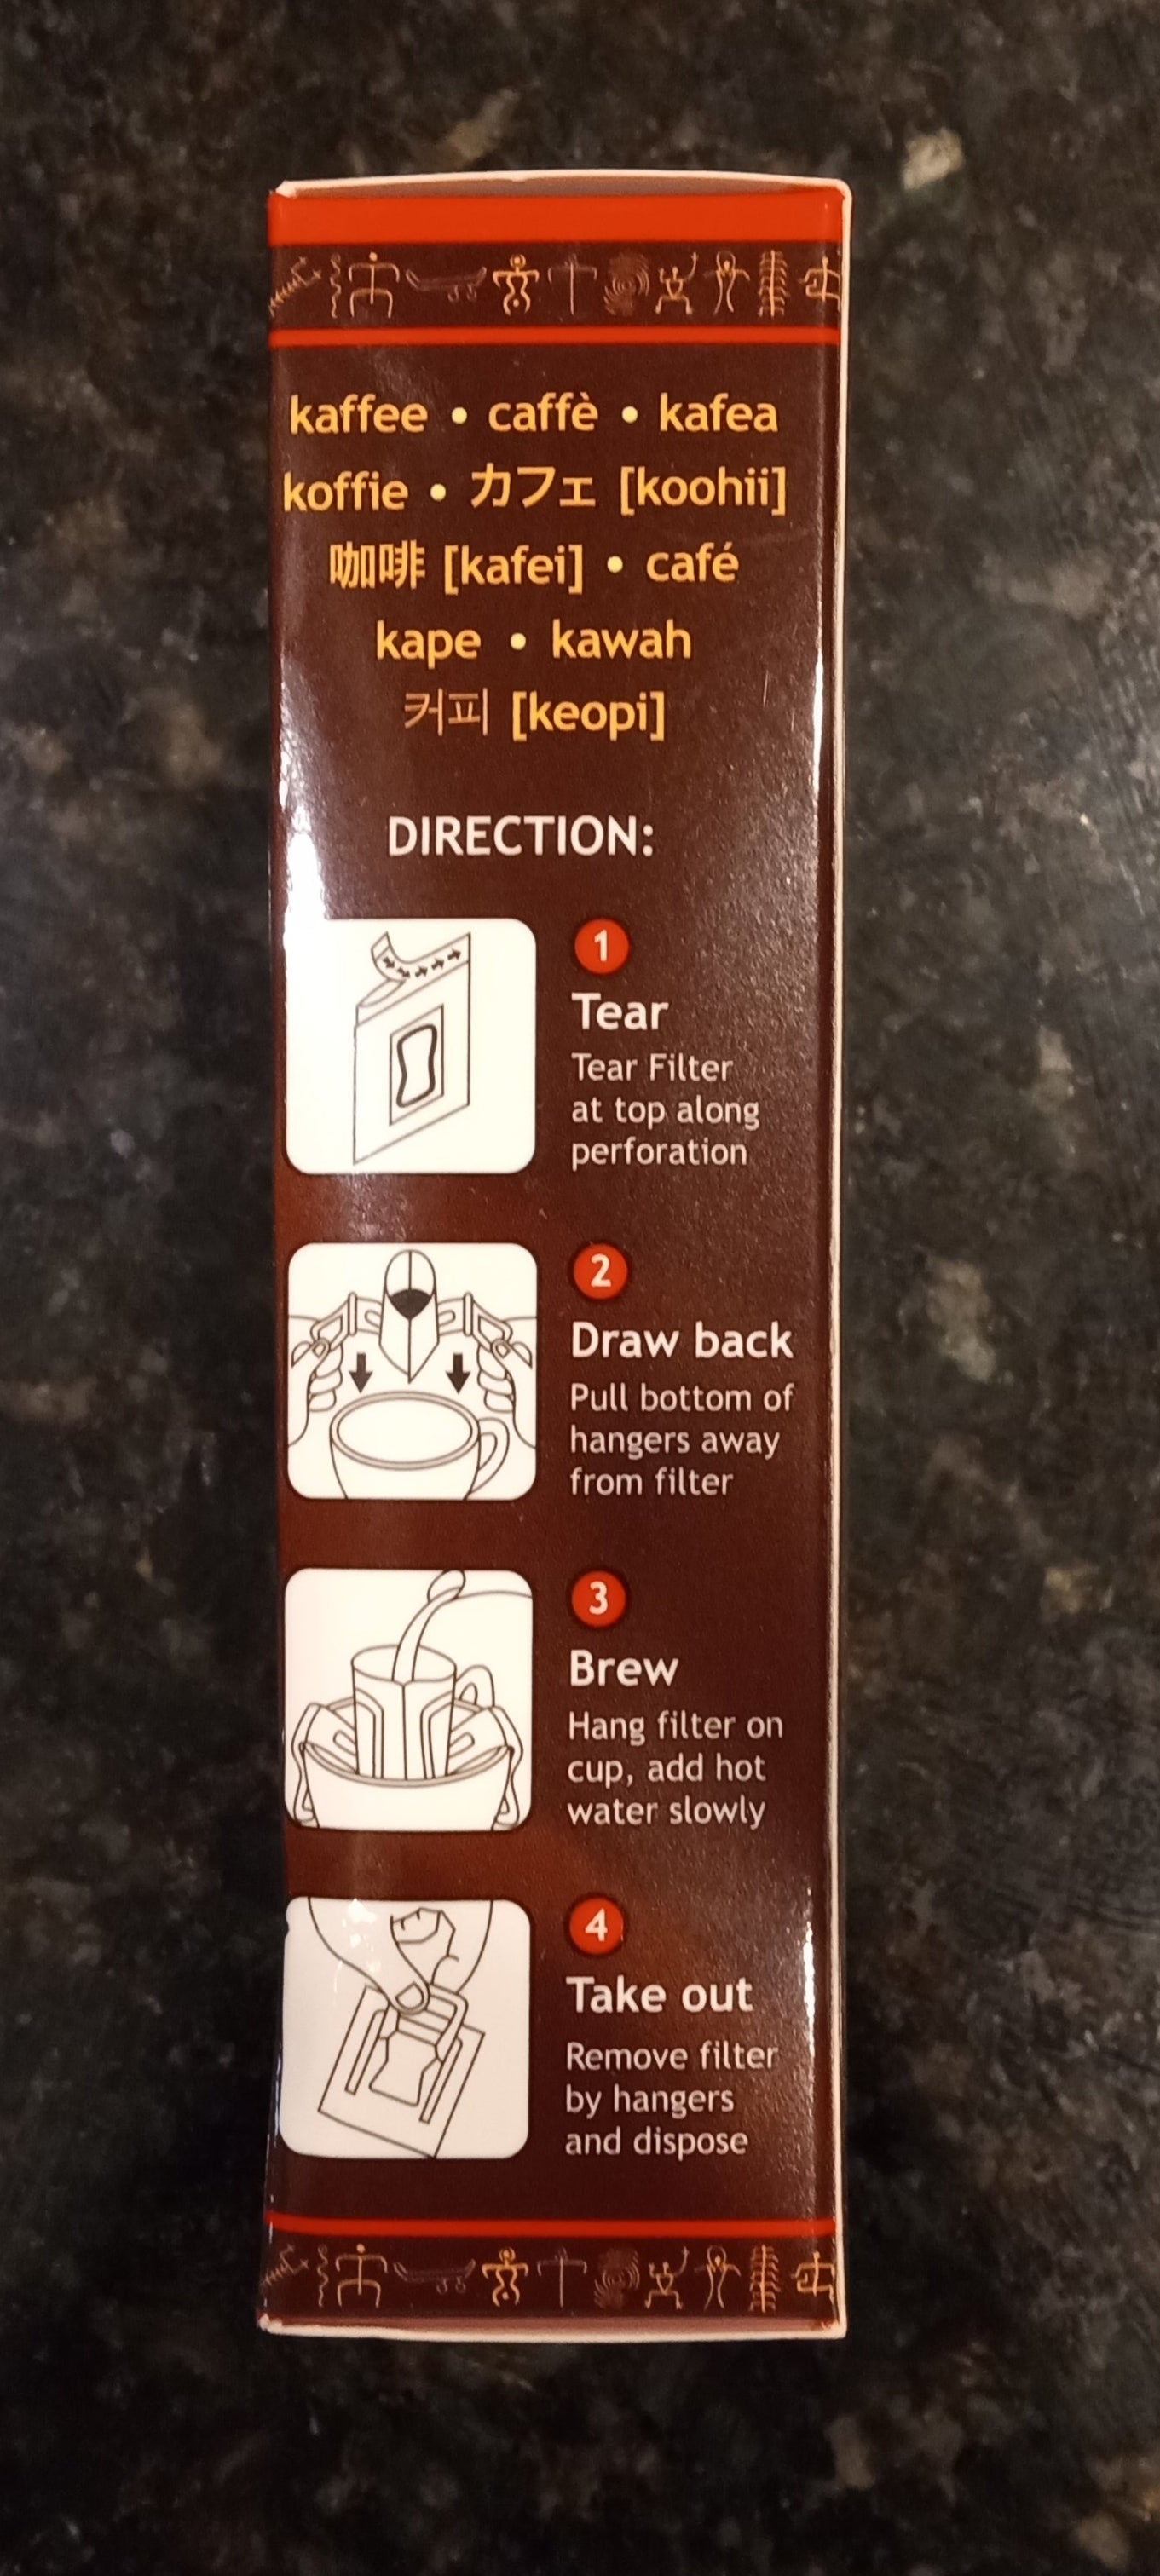 kaffee • caffè • kafea
koffie • カフェ [koohii]
咖啡 [kafei] • café
kape • kawah
커피 [keopi]
DIRECTION:
1
Tear
Tear Filter
at top along
perforation
2
Draw back
Pull bottom of
hangers away
from filter
3
Brew
Hang filter on
cup, add hot
water slowly
4
Take out
Remove filter
by hangers
and dispose